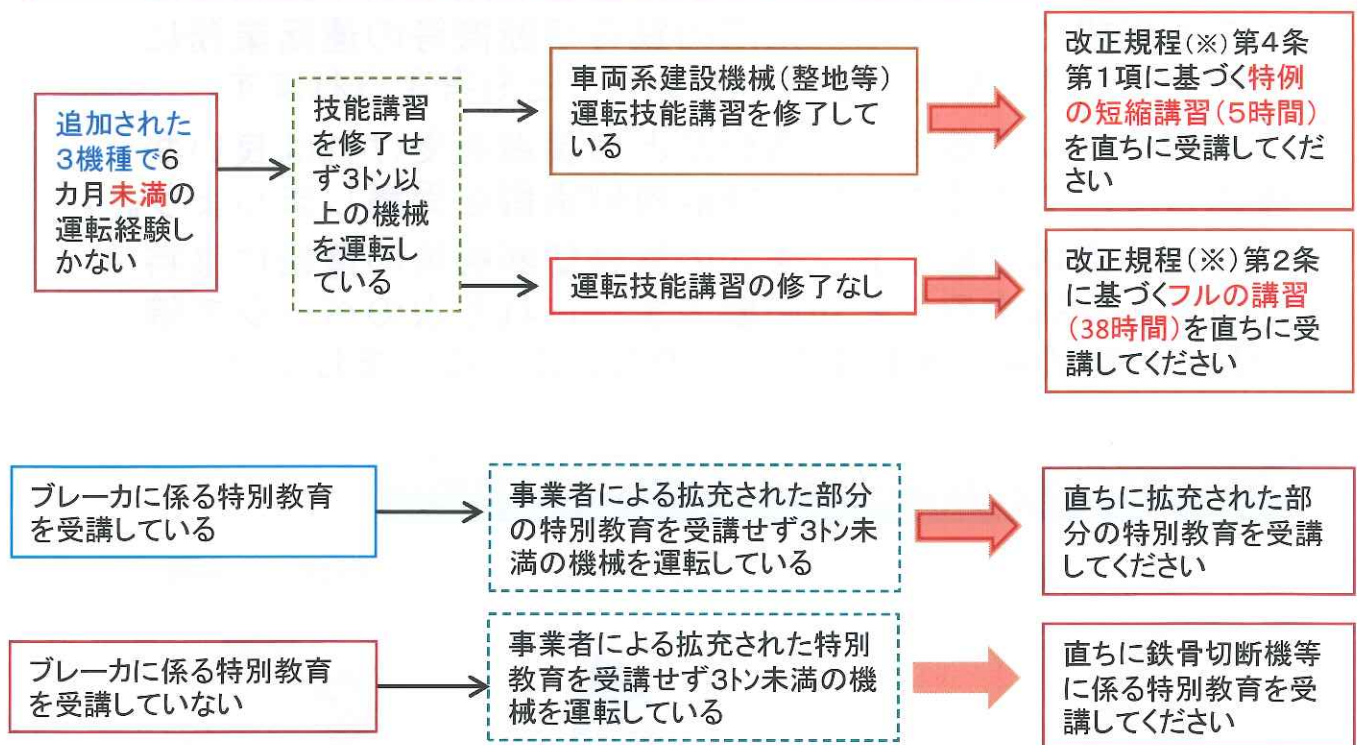 追加された
3機種で6
カ月未満の
運転経験し
かない
技能講習
を修了せ
ず3トン以
上の機械
を運転し
ている
車両系建設機械(整地等)
運転技能講習を修了して
いる
改正規程(※)第4条
第1項に基づく特例
の短縮講習(5時間)
を直ちに受講してくだ
さい
運転技能講習の修了なし
改正規程(※)第2条
に基づくフルの講習
(38時間)を直ちに受
講してください
ブレーカに係る特別教育
を受講している
事業者による拡充された部分
の特別教育を受講せず3トン未
満の機械を運転している
直ちに拡充された部
分の特別教育を受講
してください
ブレーカに係る特別教育
を受講していない
事業者による拡充された特別
教育を受講せず3トン未満の機
械を運転している
直ちに鉄骨切断機等
に係る特別教育を受
講してください